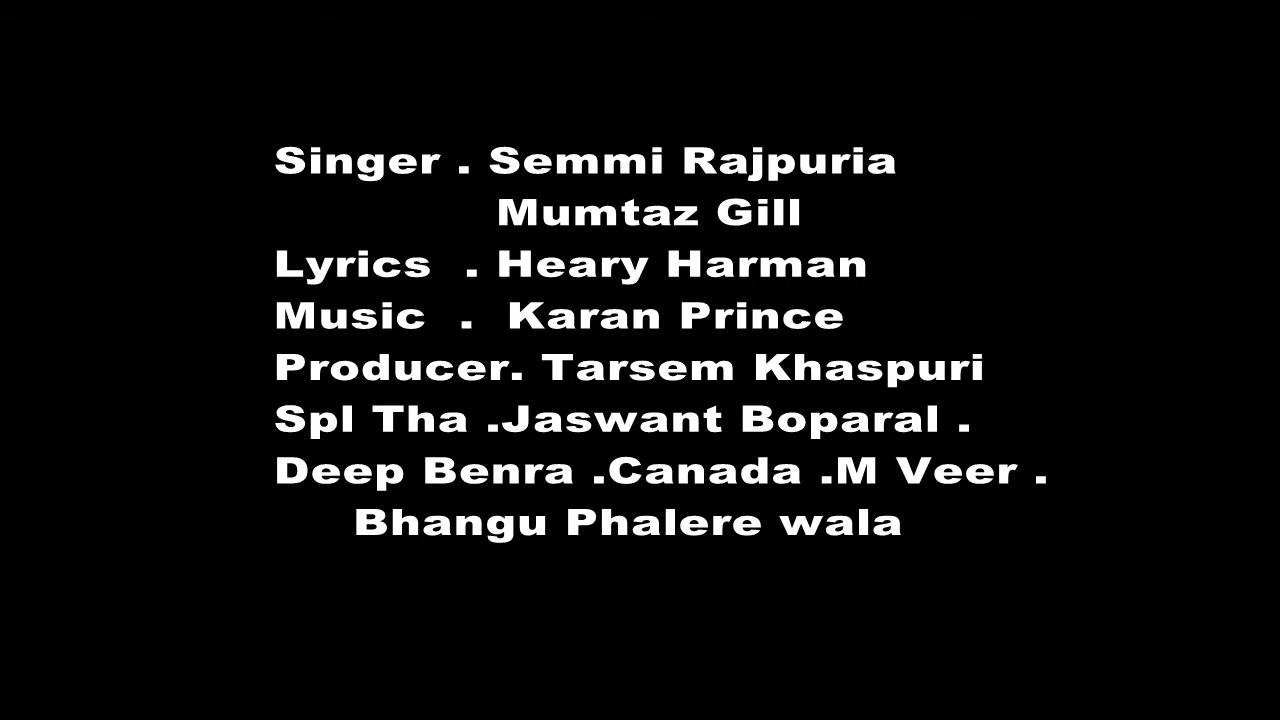 Singer . Semmi Rajpuria
Mumtaz Gill
Lyrics . Heary Harman
Music . Karan Prince
Producer. Tarsem Khaspuri
Spl Tha .Jaswant Boparal .
Deep Benra .Canada .M Veer .
Bhangu Phalere wala